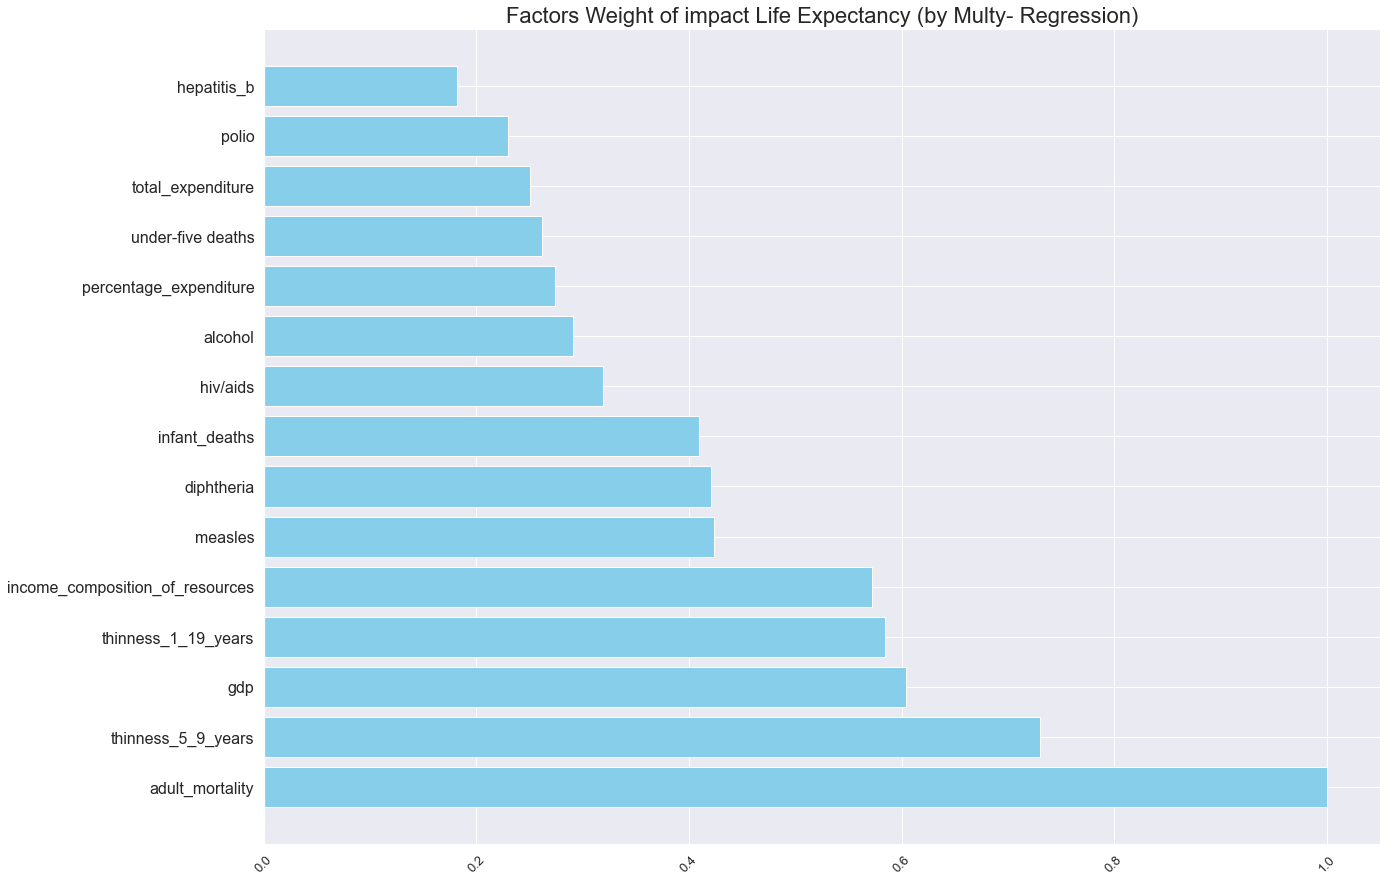 Factors Weight of impact Life Expectancy (by Multy- Regression)
hepatitis_b
polio
total_expenditure
under-five deaths
percentage_expenditure
alcohol
hiv/aids
infant_deaths
diphtheria
measles
income_composition_of_resources
thinness_1_19_years
gdp
thinness_5_9_years
adult_mortality
0.0 0.2 0.4 0.6 0.8 1.0